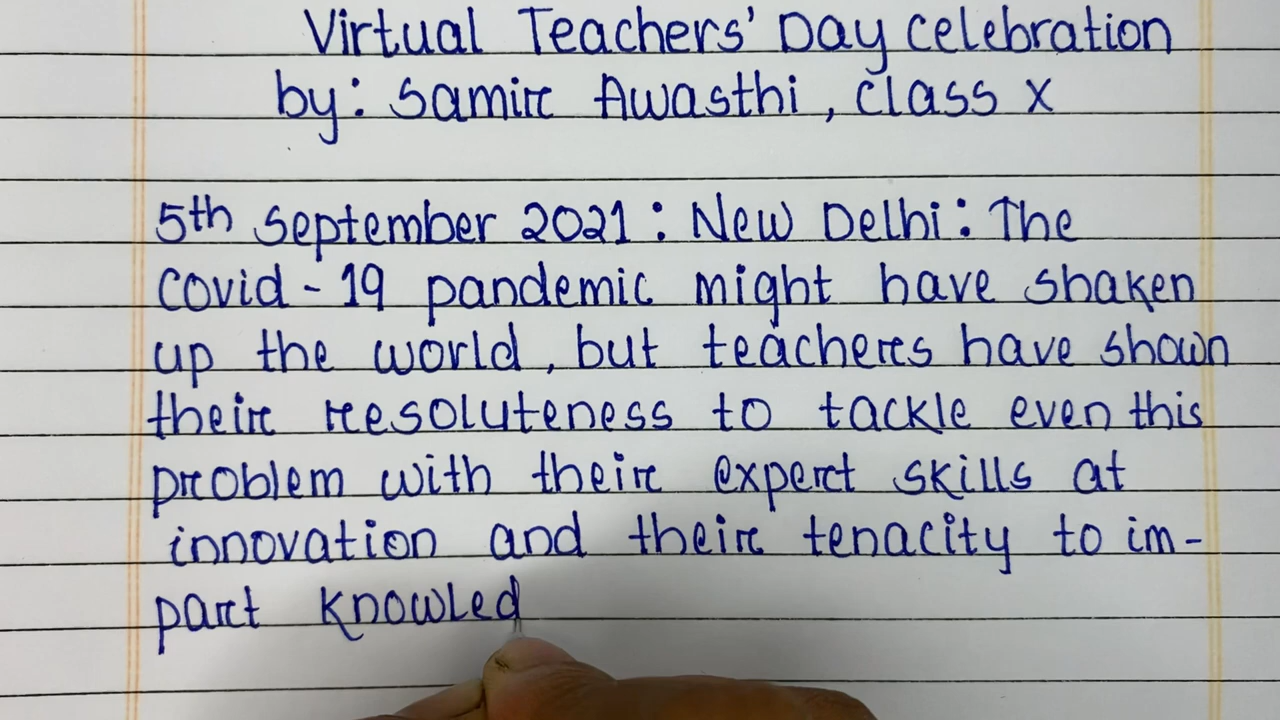 Virtual Teachers' Day celebration
by: Samir Awasthi, class X
5th September 2021: New Delhi: The
covid-19 pandemic might have shaken
up the world, but teachers have shown
their resoluteness to tackle even this
problem with their expert skills at
innovation and their tenacity to im-
part knowled